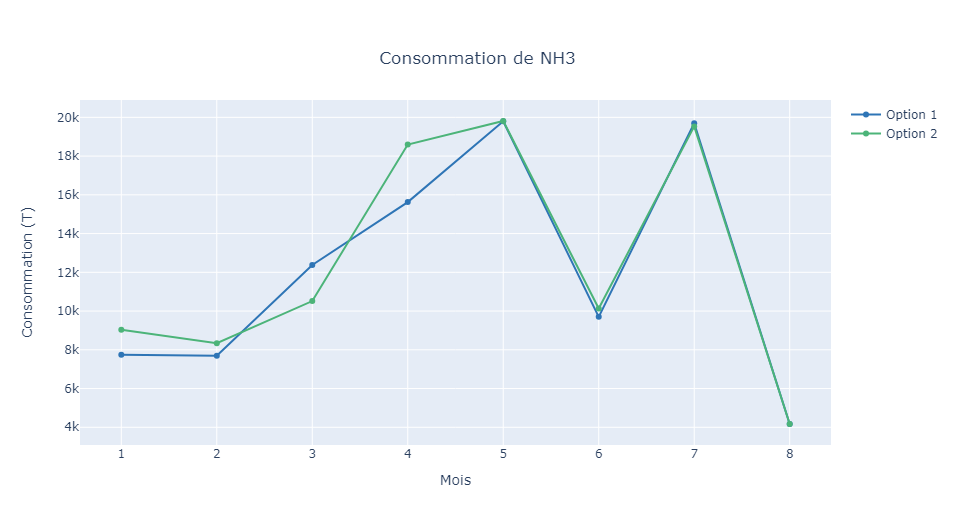 Consommation de NH3
Option 1
Option 2
Consommation (T)
20k
18k
16k
14k
12k
10k
8k
6k
4k
1 2 3 4 5 6 7 8
Mois